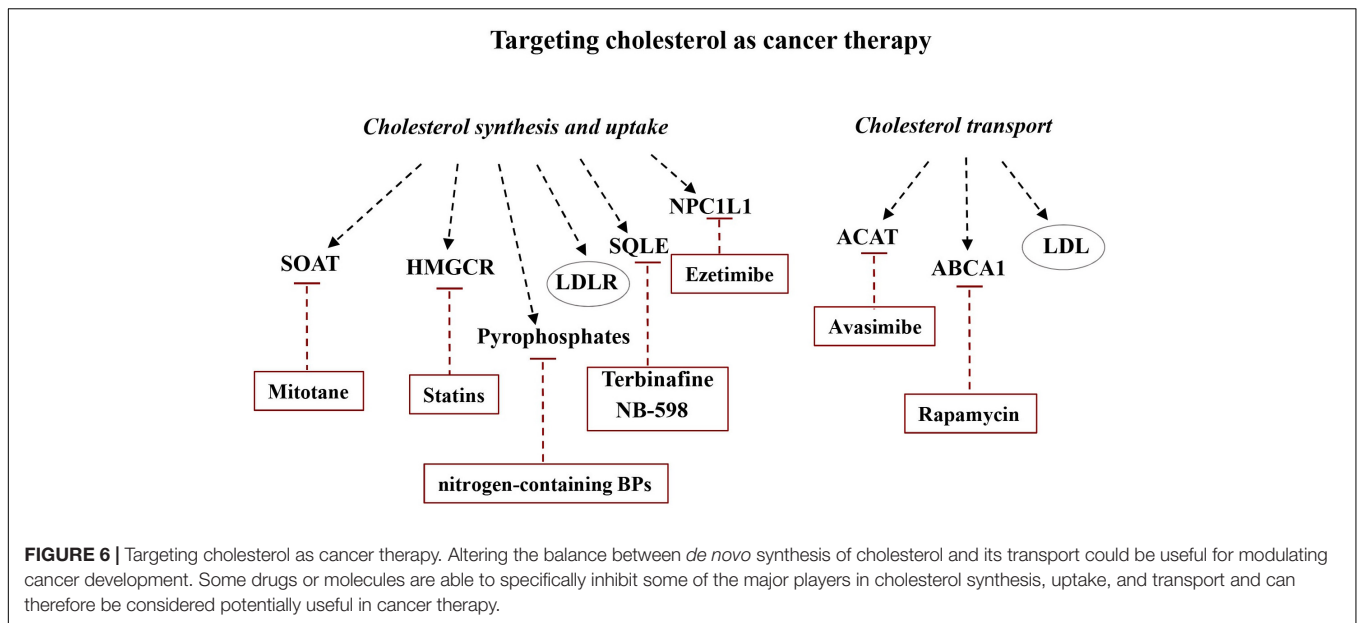 Targeting cholesterol as cancer therapy
Cholesterol synthesis and uptake
Cholesterol transport
NPC1L1
SQLE
ACAT
LDL
SOAT
HMGCR
LDLR
Ezetimibe
ABCA1
Pyrophosphates
Avasimibe
Mitotane
Statins
Terbinafine
NB-598
Rapamycin
nitrogen-containing BPs
FIGURE 6 | Targeting cholesterol as cancer therapy. Altering the balance between de novo synthesis of cholesterol and its transport could be useful for modulating
cancer development. Some drugs or molecules are able to specifically inhibit some of the major players in cholesterol synthesis, uptake, and transport and can
therefore be considered potentially useful in cancer therapy.